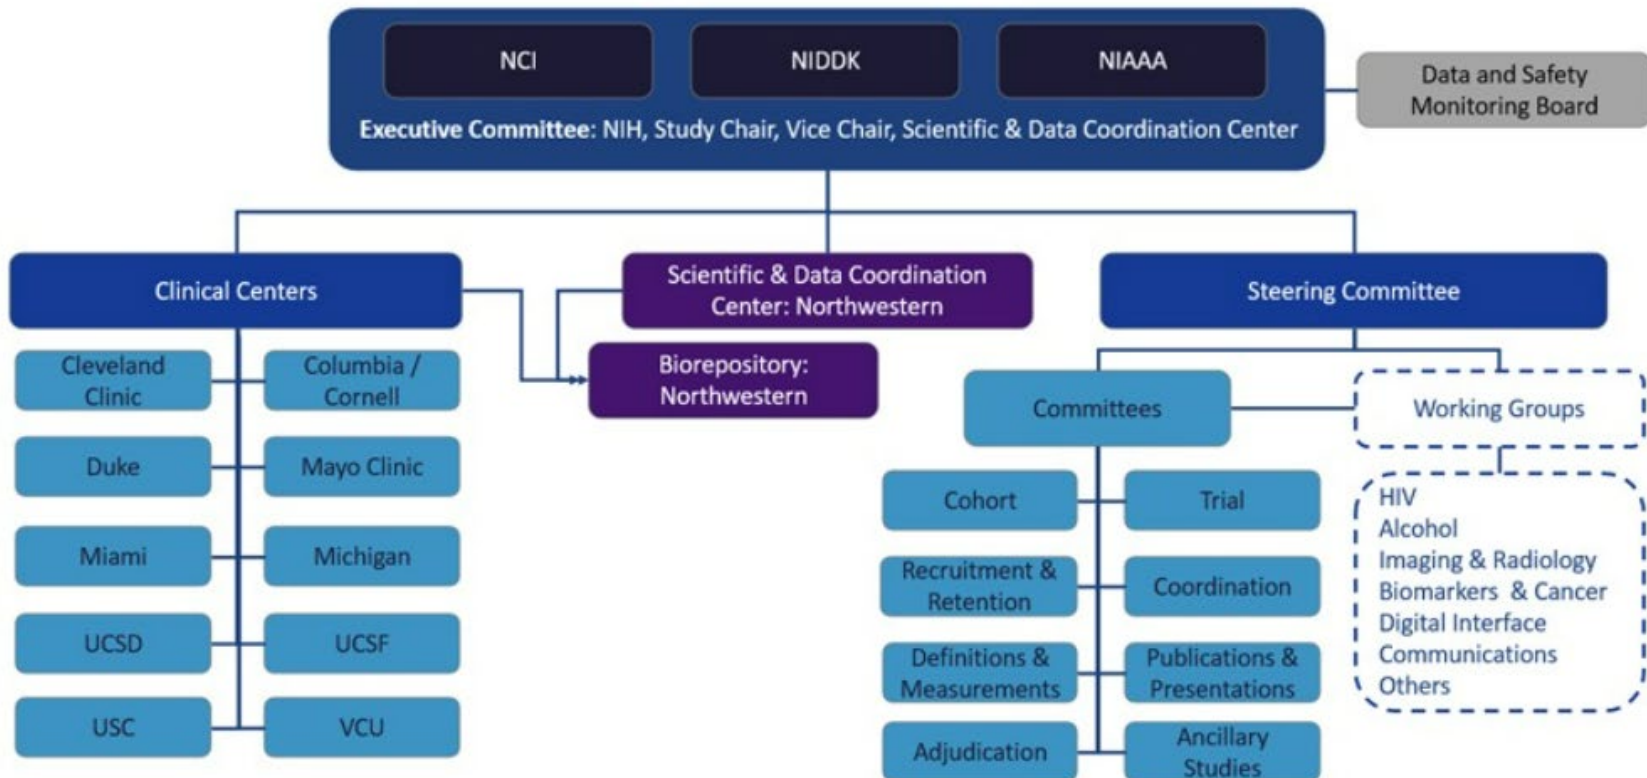 NCI
NIDDK
NIAAA
Executive Committee: NIH, Study Chair, Vice Chair, Scientific & Data Coordination Center
Data and Safety
Monitoring Board
Clinical Centers
Cleveland
Clinic
Columbia /
Cornell
Duke
Mayo Clinic
Miami
Michigan
UCSD
UCSF
USC
VCU
Scientific & Data Coordination
Center: Northwestern
Biorepository:
Northwestern
Steering Committee
Committees
Cohort
Trial
Recruitment &
Retention
Coordination
Definitions &
Measurements
Publications &
Presentations
Adjudication
Ancillary
Studies
Working Groups
HIV
Alcohol
Imaging & Radiology
Biomarkers & Cancer
Digital Interface
Communications
Others